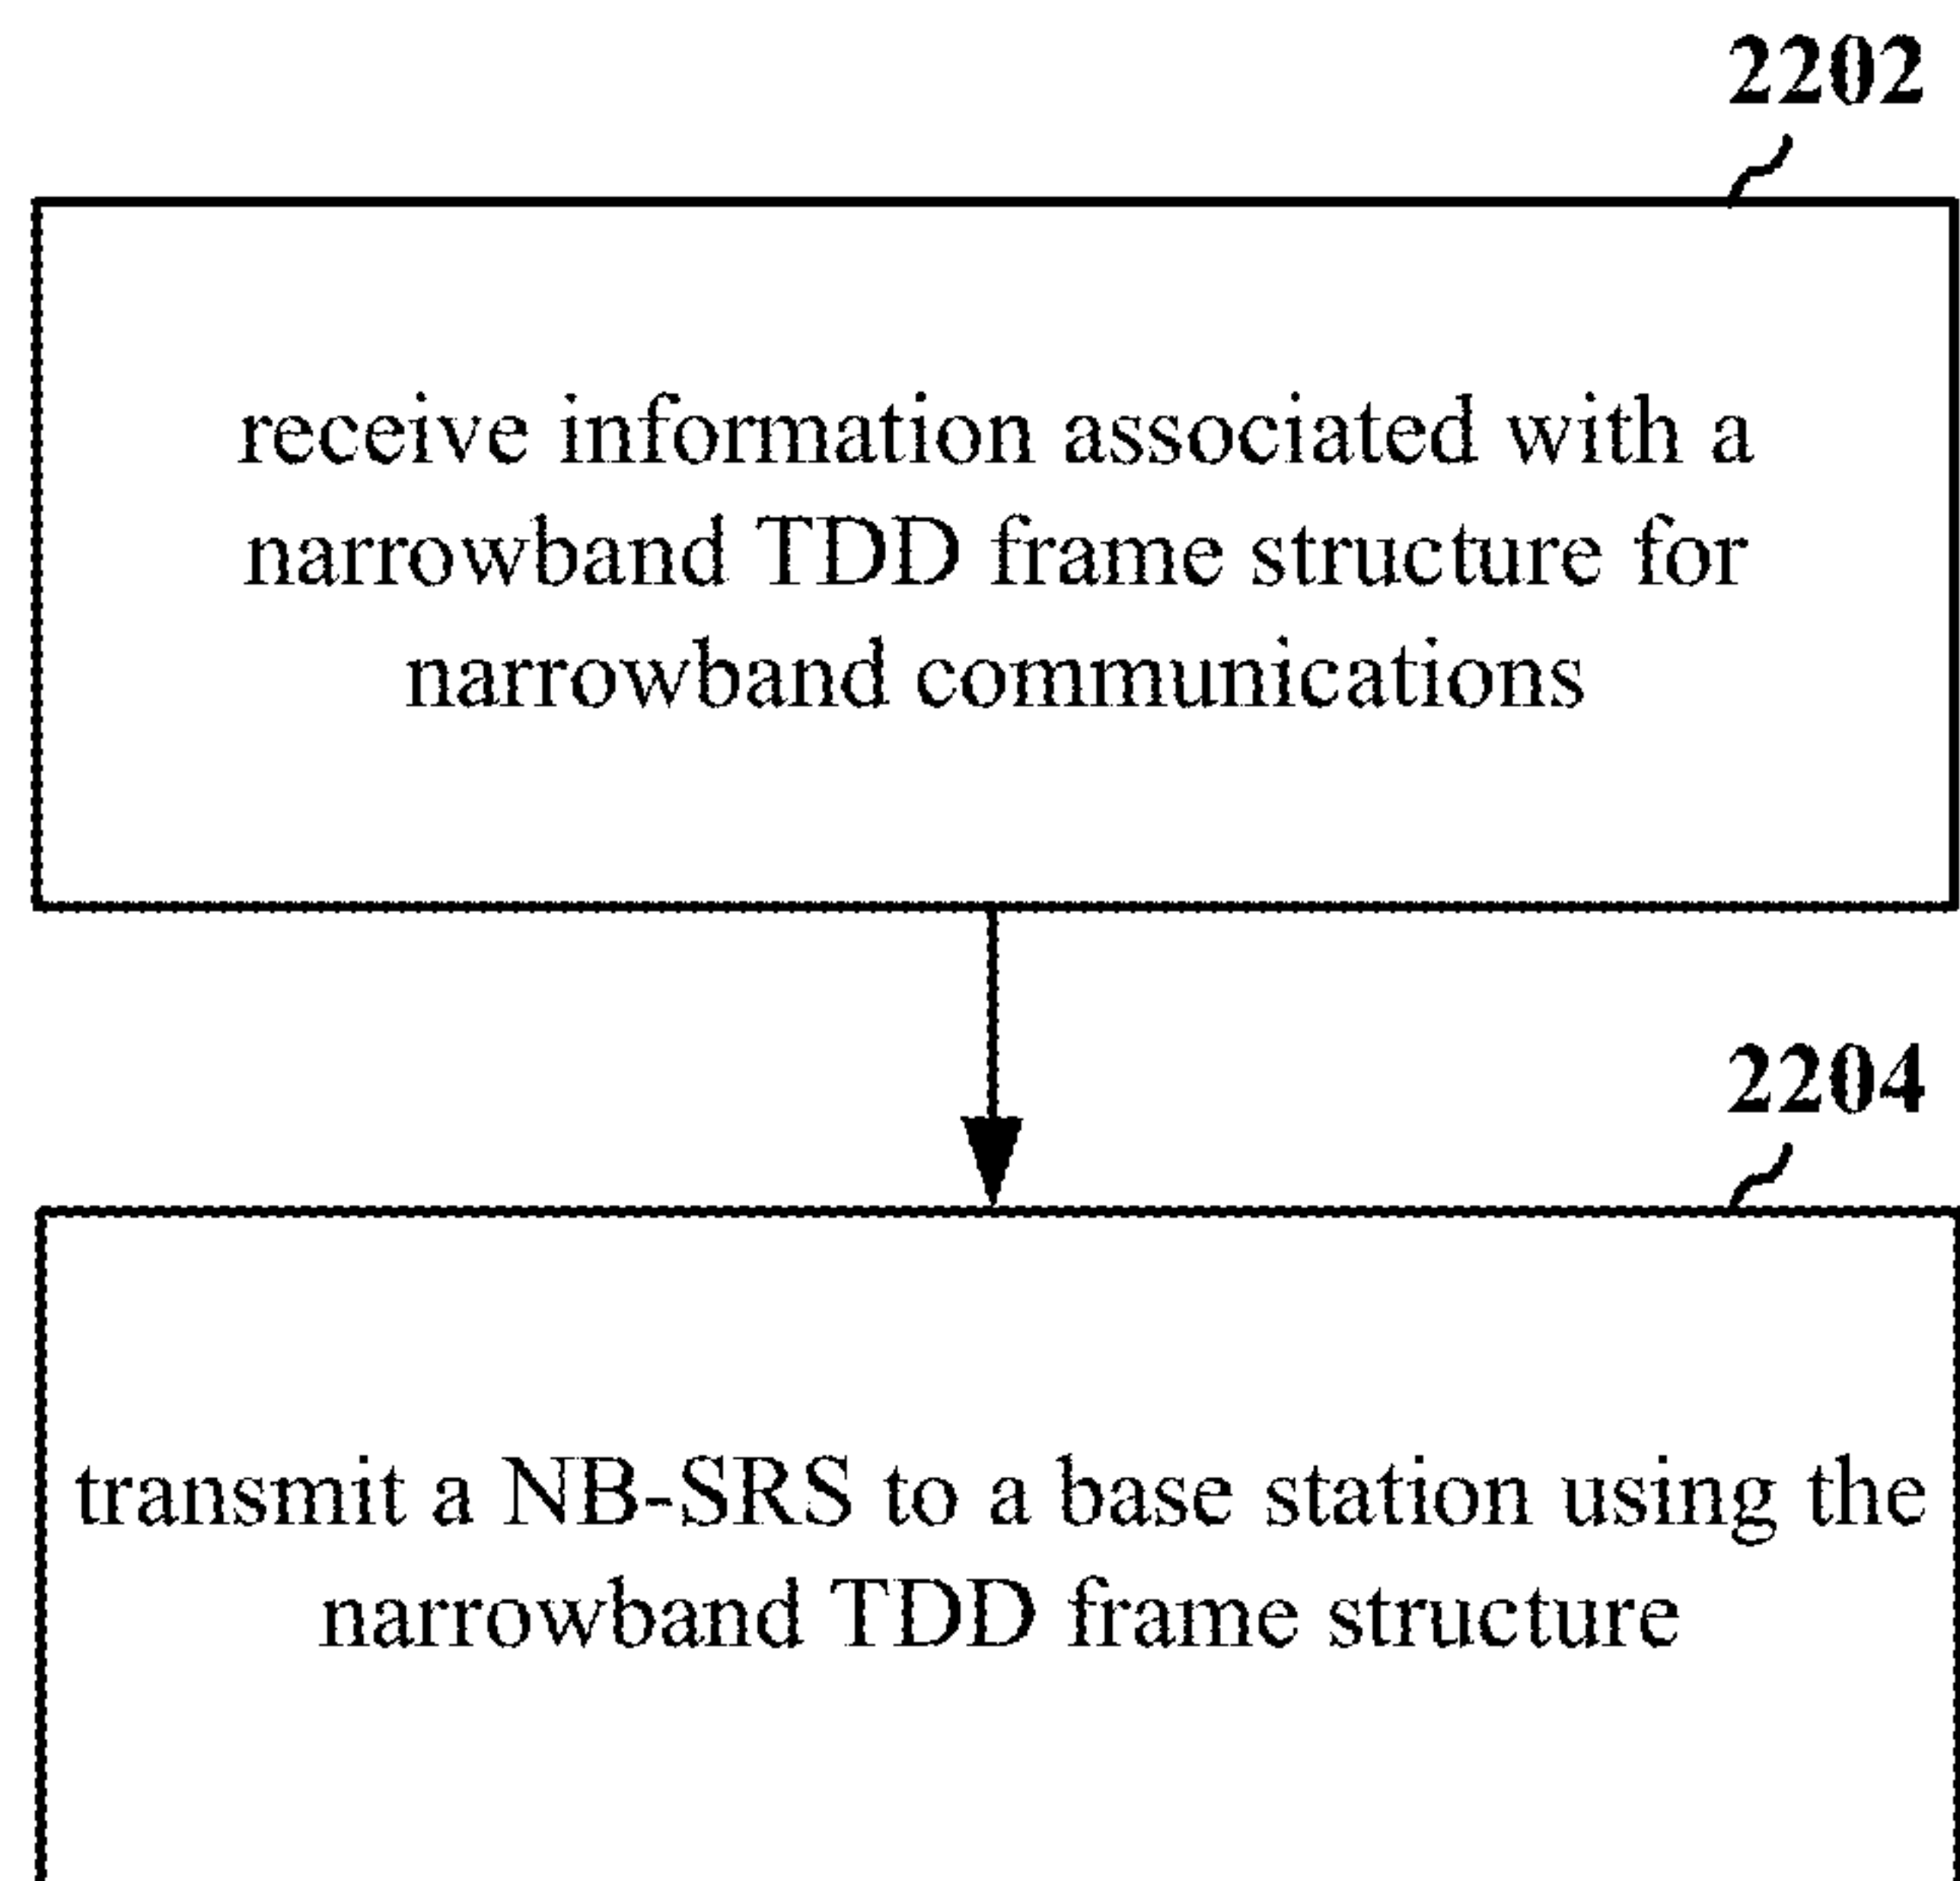 2202
receive information associated with a
narrowband TDD frame structure for
narrowband communications
2204
transmit a NB-SRS to a base station using the
narrowband TDD frame structure